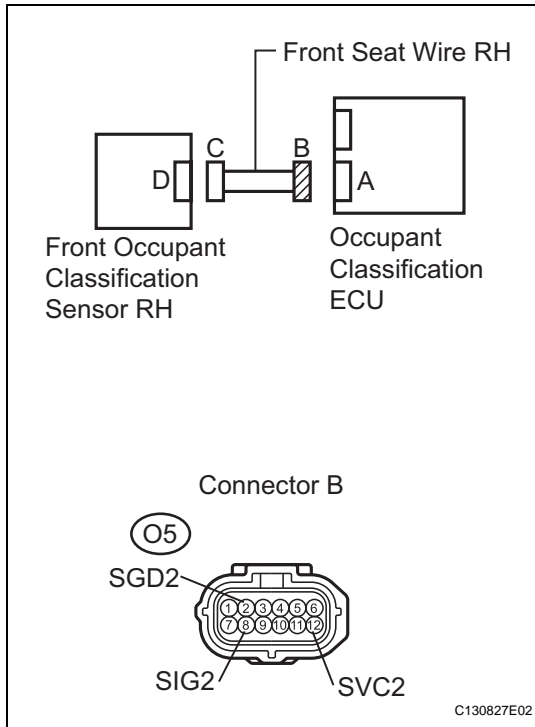 Front Seat Wire RH
C
B
D
A
Front Occupant
Classification
Sensor RH
Occupant
Classification
ECU
Connector B
O5
SGD2
1 2 3 4 5 6
7 8 9 10 11 12
SIG2
SVC2
C130827E02